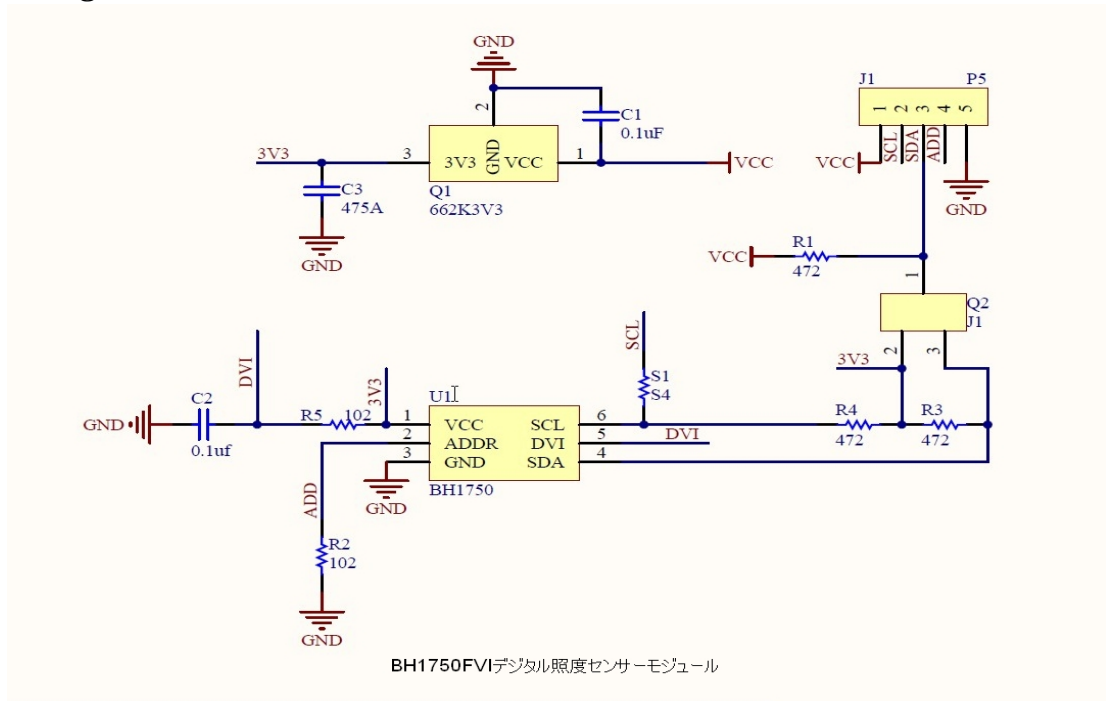 GND
J1 P5
2
C1
0.1uF
1 2 3 4 5
SCL
SDA
ADD
3V3
3
3V3 GND VCC
1
VCC
VCC
C3
475A
Q1
662K3V3
GND
GND
VCC
R1
472
1
Q2
J1
DVI
SCL
2 3
3V3
3V3
S1
S4
C2
U1
GND
R5 102
1
VCC SCL
6
R4
R3
0.1uf
2
ADDR DVI
5
DVI
472
472
3
GND SDA
4
BH1750
GND
ADD
R2
102
GND
BH1750FVIデジタル照度センサーモジュール